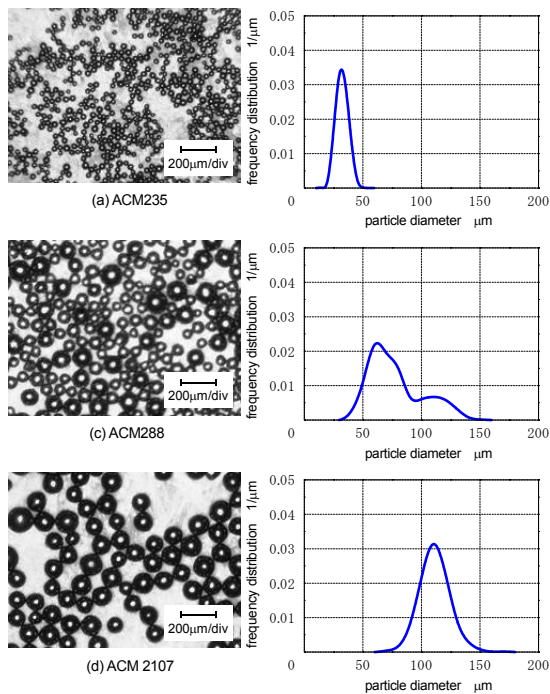 200μm/div
(a) ACM235
frequency distribution 1/μm
0.05
0.04
0.03
0.02
0.01
0 50 100 150 200
particle diameter μm
200μm/div
(c) ACM288
frequency distribution 1/μm
0.05
0.04
0.03
0.02
0.01
0 50 100 150 200
particle diameter μm
200μm/div
(d) ACM 2107
frequency distribution 1/μm
0.05
0.04
0.03
0.02
0.01
0 50 100 150 200
particle diameter μm